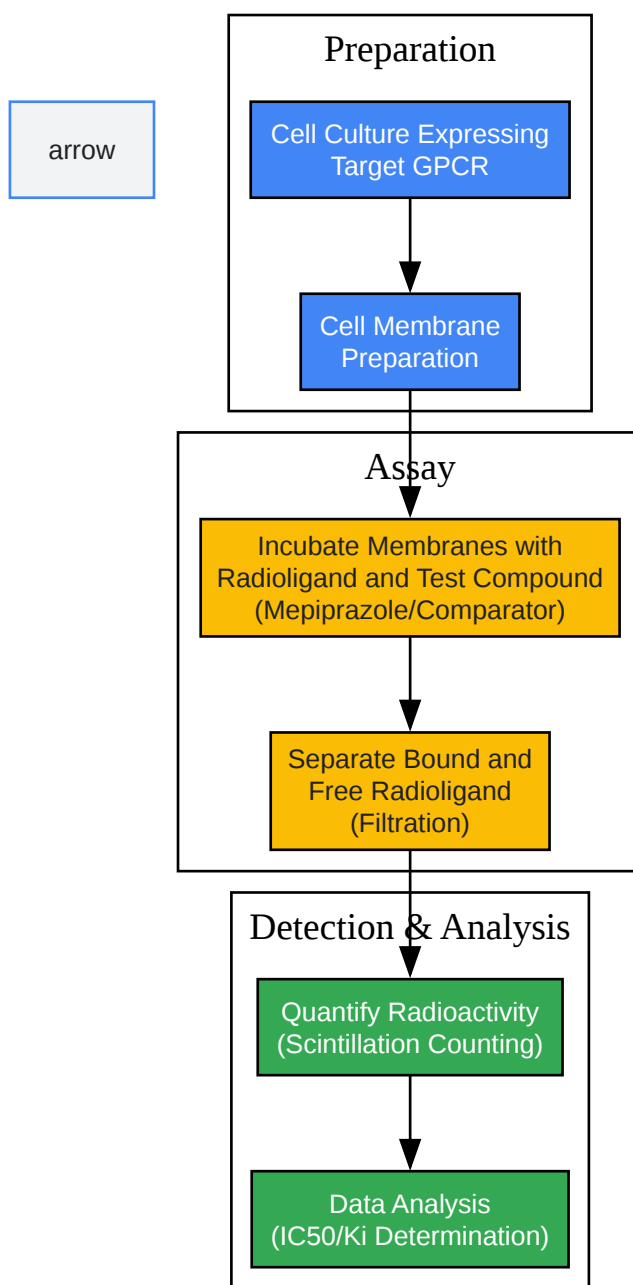 Preparation
arrow
Cell Culture Expressing
Target GPCR
Cell Membrane
Preparation
Assay
Incubate Membranes with
Radioligand and Test Compound
(Mepiprazole/Comparator)
Separate Bound and
Free Radioligand
(Filtration)
Detection & Analysis
Quantify Radioactivity
(Scintillation Counting)
Data Analysis
(IC50/Ki Determination)